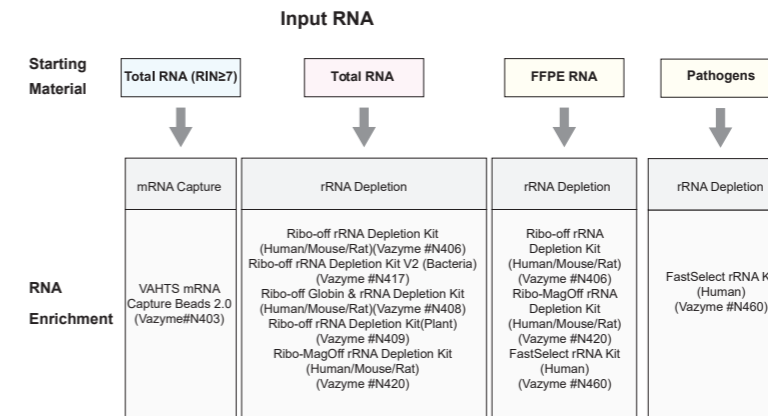 Input RNA
Starting
Material
Total RNA (RIN≥7)
Total RNA
FFPE RNA
Pathogens
mRNA Capture
rRNA Depletion
rRNA Depletion
rRNA Depletion
RNA
Enrichment
VAHTS mRNA
Capture Beads 2.0
(Vazyme#N403)
Ribo-off rRNA Depletion Kit
(Human/Mouse/Rat)(Vazyme #N406)
Ribo-off rRNA Depletion Kit V2 (Bacteria)
(Vazyme #N417)
Ribo-off Globin & rRNA Depletion Kit
(Human/Mouse/Rat)(Vazyme #N408)
Ribo-off rRNA Depletion Kit(Plant)
(Vazyme #N409)
Ribo-MagOff rRNA Depletion Kit
(Human/Mouse/Rat)
(Vazyme #N420)
Ribo-off rRNA
Depletion Kit
(Human/Mouse/Rat)
(Vazyme #N406)
Ribo-MagOff rRNA
Depletion Kit
(Human/Mouse/Rat)
(Vazyme #N420)
FastSelect rRNA Kit
(Human)
(Vazyme #N460)
FastSelect rRNA
(Human)
(Vazyme #N460)